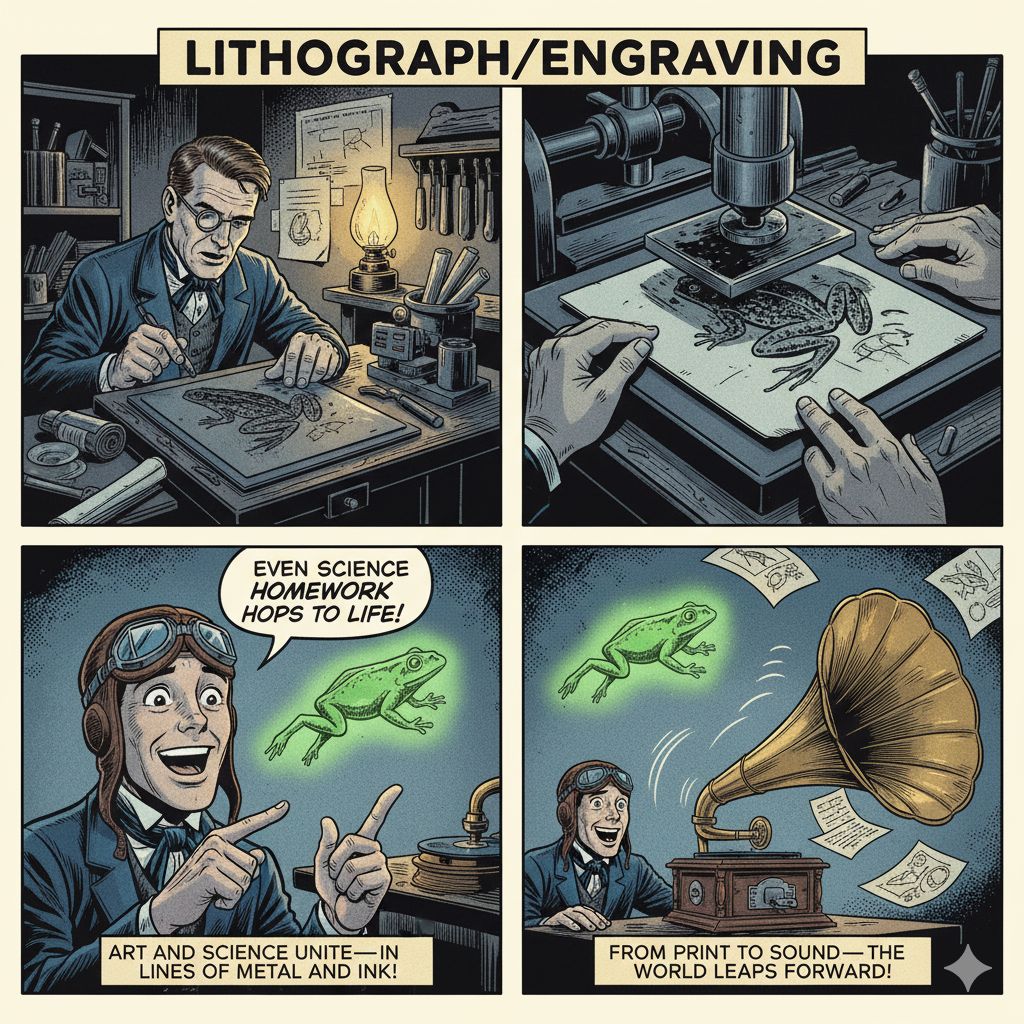 LITHOGRAPH/ENGRAVING
EVEN SCIENCE
HOMEWORK
HOPS TO LIFE!
ART AND SCIENCE UNITE—IN
LINES OF METAL AND INK!
FROM PRINT TO SOUND—THE
WORLD LEAPS FORWARD!